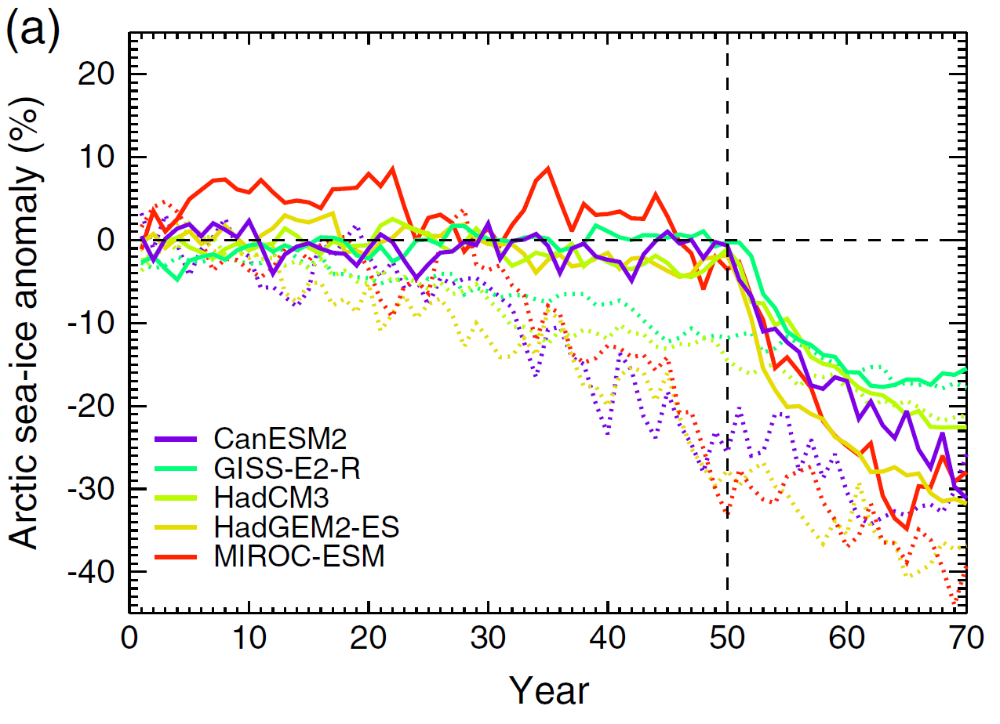 (a)
Arctic sea-ice anomaly (%)
20
10
0
-10
-20
-30
-40
CanESM2
GISS-E2-R
HadCM3
HadGEM2-ES
MIROC-ESM
0 10 20 30 40 50 60 70
Year